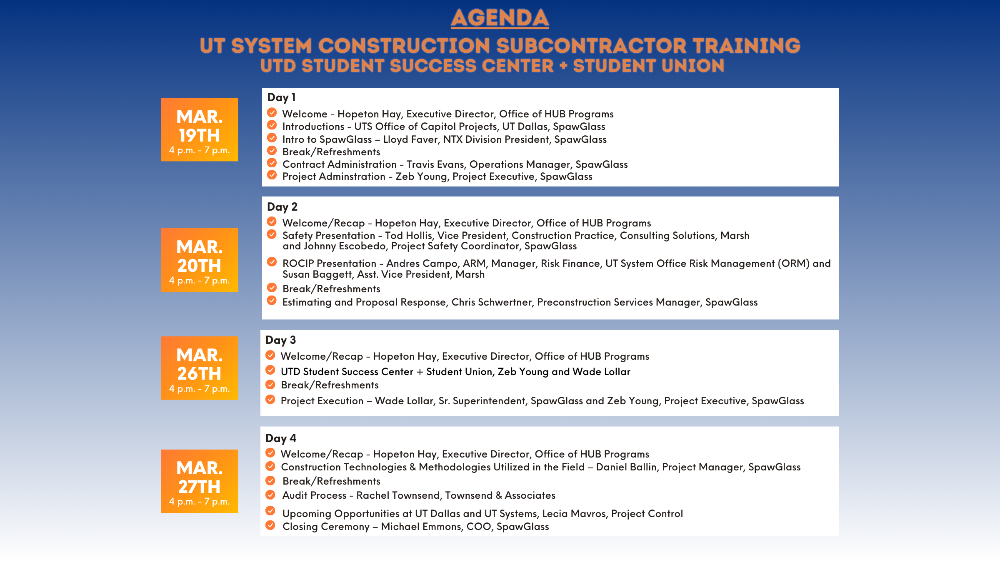 AGENDA
UT SYSTEM CONSTRUCTION SUBCONTRACTOR TRAINING
UTD STUDENT SUCCESS CENTER + STUDENT UNION
MAR.
19TH
4 p.m. - 7 p.m.
Day 1
Welcome - Hopeton Hay, Executive Director, Office of HUB Programs
Introductions - UTS Office of Capitol Projects, UT Dallas, SpawGlass
Intro to SpawGlass – Lloyd Faver, NTX Division President, SpawGlass
Break/Refreshments
Contract Administration - Travis Evans, Operations Manager, SpawGlass
Project Adminstration - Zeb Young, Project Executive, SpawGlass
MAR.
20TH
4 p.m. - 7 p.m.
Day 2
Welcome/Recap - Hopeton Hay, Executive Director, Office of HUB Programs
Safety Presentation - Tod Hollis, Vice President, Construction Practice, Consulting Solutions, Marsh
and Johnny Escobedo, Project Safety Coordinator, SpawGlass
ROCIP Presentation - Andres Campo, ARM, Manager, Risk Finance, UT System Office Risk Management (ORM) and
Susan Baggett, Asst. Vice President, Marsh
Break/Refreshments
Estimating and Proposal Response, Chris Schwertner, Preconstruction Services Manager, SpawGlass
MAR.
26TH
4 p.m. - 7 p.m.
Day 3
Welcome/Recap - Hopeton Hay, Executive Director, Office of HUB Programs
UTD Student Success Center + Student Union, Zeb Young and Wade Lollar
Break/Refreshments
Project Execution – Wade Lollar, Sr. Superintendent, SpawGlass and Zeb Young, Project Executive, SpawGlass
MAR.
27TH
4 p.m. - 7 p.m.
Day 4
Welcome/Recap - Hopeton Hay, Executive Director, Office of HUB Programs
Construction Technologies & Methodologies Utilized in the Field – Daniel Ballin, Project Manager, SpawGlass
Break/Refreshments
Audit Process - Rachel Townsend, Townsend & Associates
Upcoming Opportunities at UT Dallas and UT Systems, Lecia Mavros, Project Control
Closing Ceremony – Michael Emmons, COO, SpawGlass